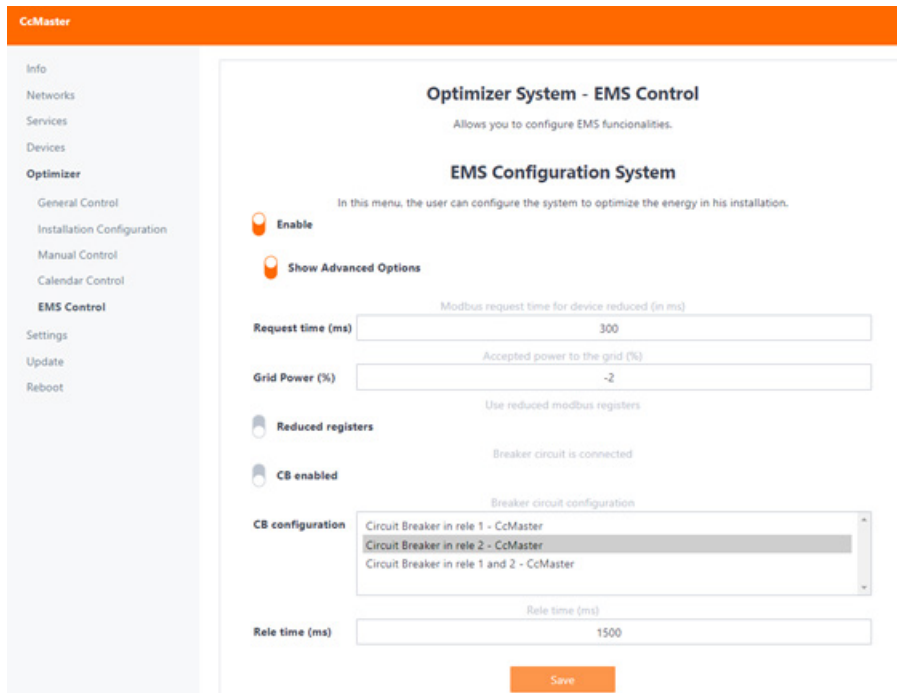 CcMaster
Info
Networks
Services
Devices
Optimizer
General Control
Installation Configuration
Manual Control
Calendar Control
EMS Control
Settings
Update
Reboot
Optimizer System - EMS Control
Allows you to configure EMS funcionalities.
EMS Configuration System
In this menu, the user can configure the system to optimize the energy in his installation.
Enable
Show Advanced Options
Modbus request time for device reduced (in ms)
Request time (ms) 300
Accepted power to the grid (%)
Grid Power (%) -2
Use reduced modbus registers
Reduced registers
Breaker circuit is connected
CB enabled
Breaker circuit configuration
CB configuration Circuit Breaker in rele 1 - CcMaster
Circuit Breaker in rele 2 - CcMaster
Circuit Breaker in rele 1 and 2 - CcMaster
Rele time (ms)
Rele time (ms) 1500
Save